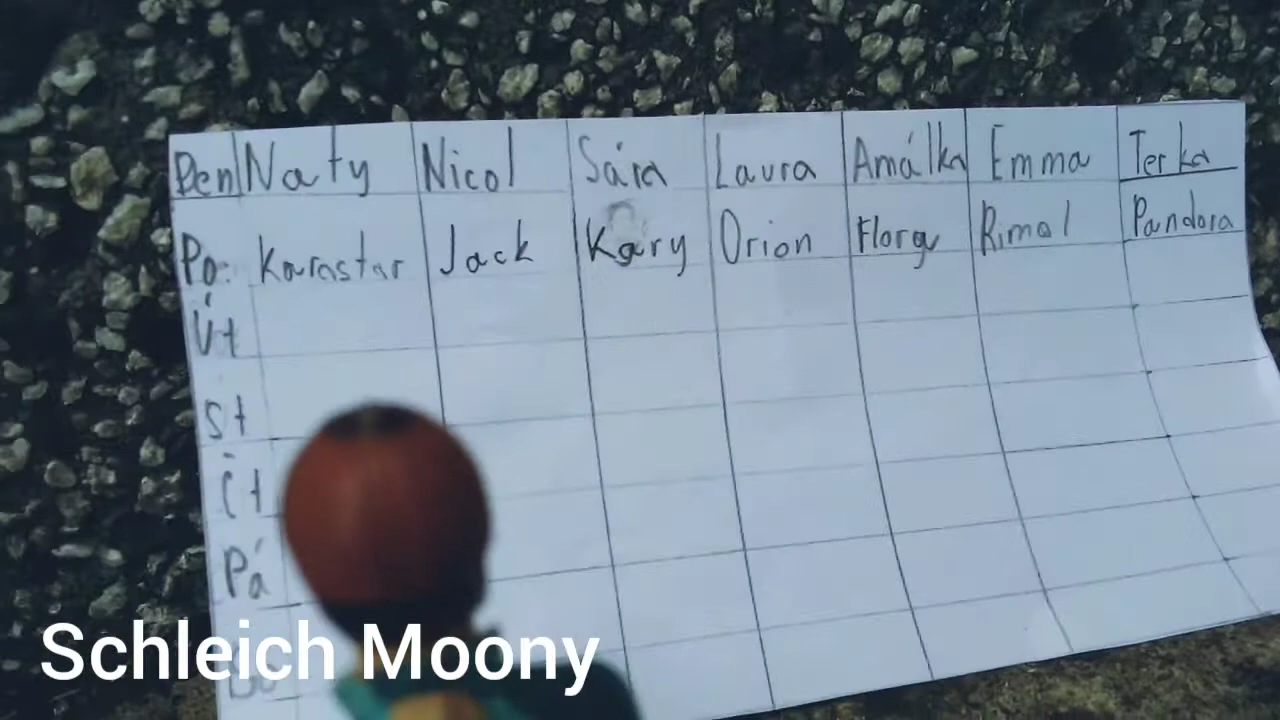 Den Naty Nicol Sára Laura Amálka Emma Terka
Po: Karastar Jack Kary Orion Flora Rimal Pandora
Út
St
Čt
Pá
Schleich Moony